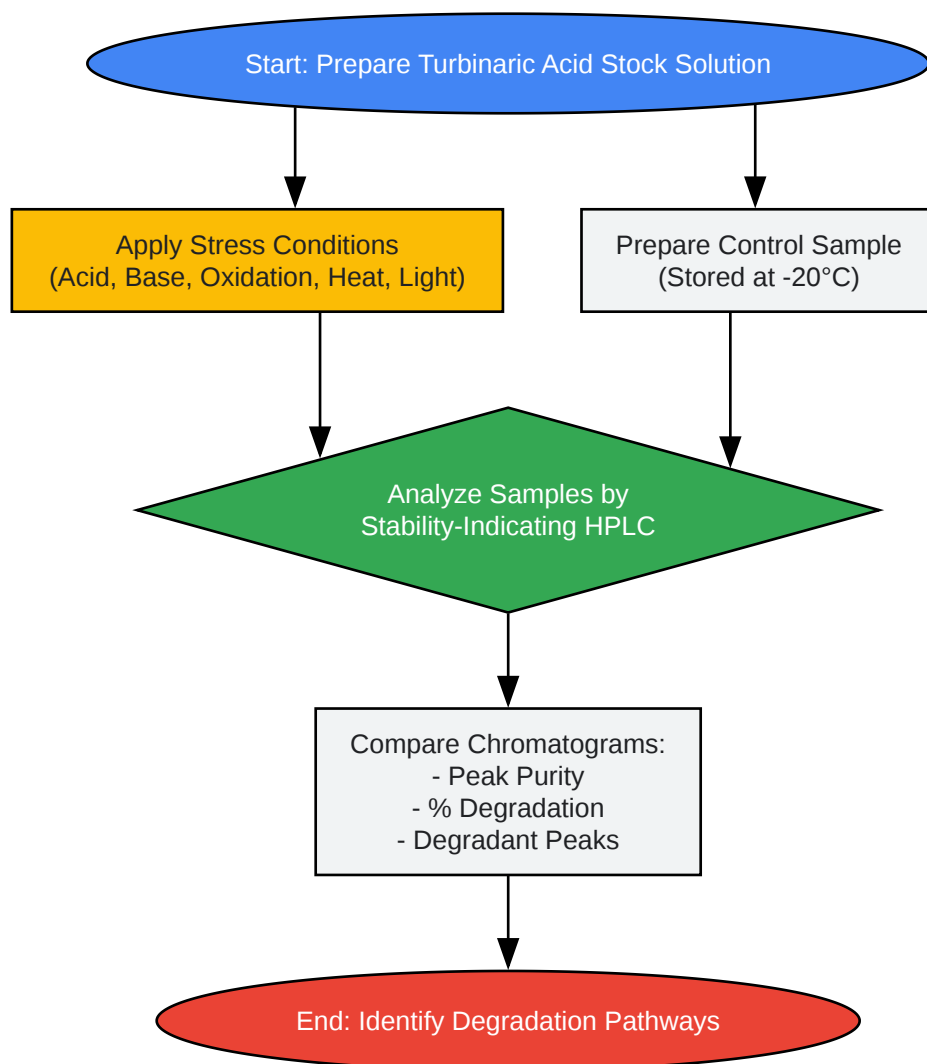 Start: Prepare Turbinaric Acid Stock Solution
Apply Stress Conditions
(Acid, Base, Oxidation, Heat, Light)
Prepare Control Sample
(Stored at -20°C)
Analyze Samples by
Stability-Indicating HPLC
Compare Chromatograms:
- Peak Purity
- % Degradation
- Degradant Peaks
End: Identify Degradation Pathways